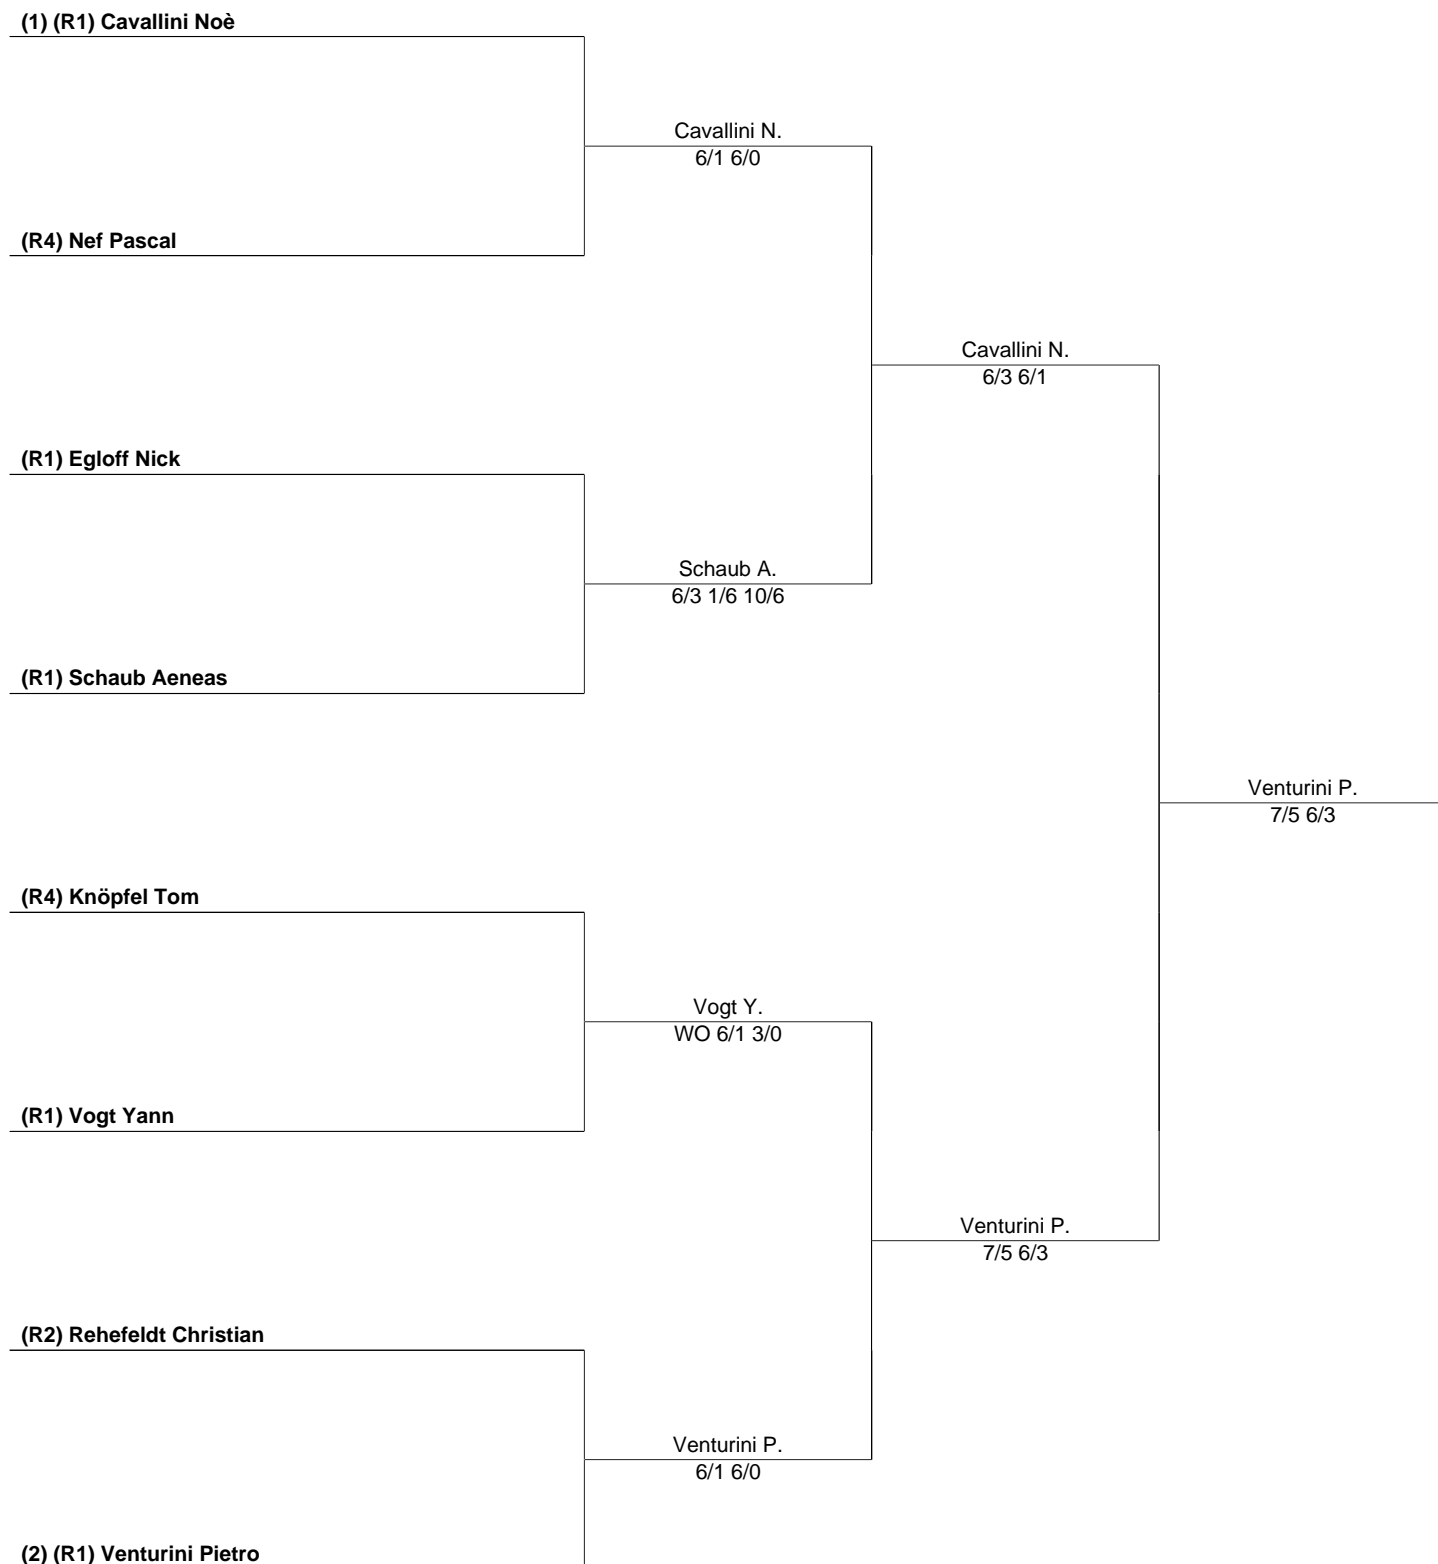 (1) (R1) Cavallini Noè
Cavallini N.
6/1 6/0
(R4) Nef Pascal
Cavallini N.
6/3 6/1
(R1) Egloff Nick
Schaub A.
6/3 1/6 10/6
(R1) Schaub Aeneas
Venturini P.
7/5 6/3
(R4) Knöpfel Tom
Vogt Y.
WO 6/1 3/0
(R1) Vogt Yann
Venturini P.
7/5 6/3
(R2) Rehefeldt Christian
Venturini P.
6/1 6/0
(2) (R1) Venturini Pietro